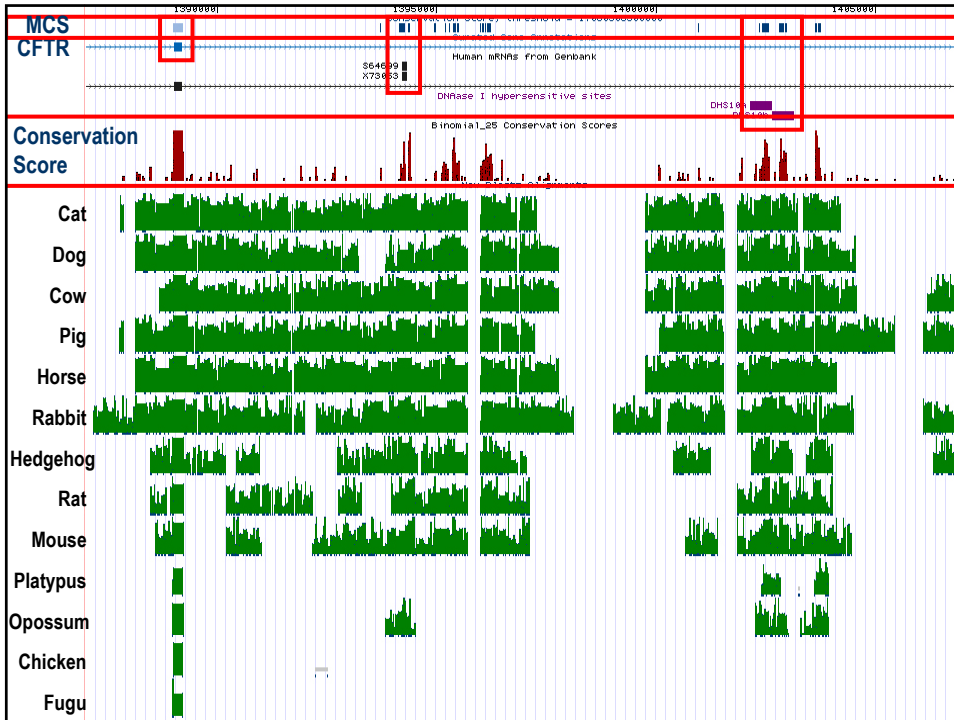 1390000| 1395000| 1400000| 1405000|
MCS
CFTR
Human mRNAs from Genbank
S64699
X73053
DNAase I hypersensitive sites
DHS10a
Binomial_25 Conservation Scores
Conservation
Score
Cat
Dog
Cow
Pig
Horse
Rabbit
Hedgehog
Rat
Mouse
Platypus
Opossum
Chicken
Fugu